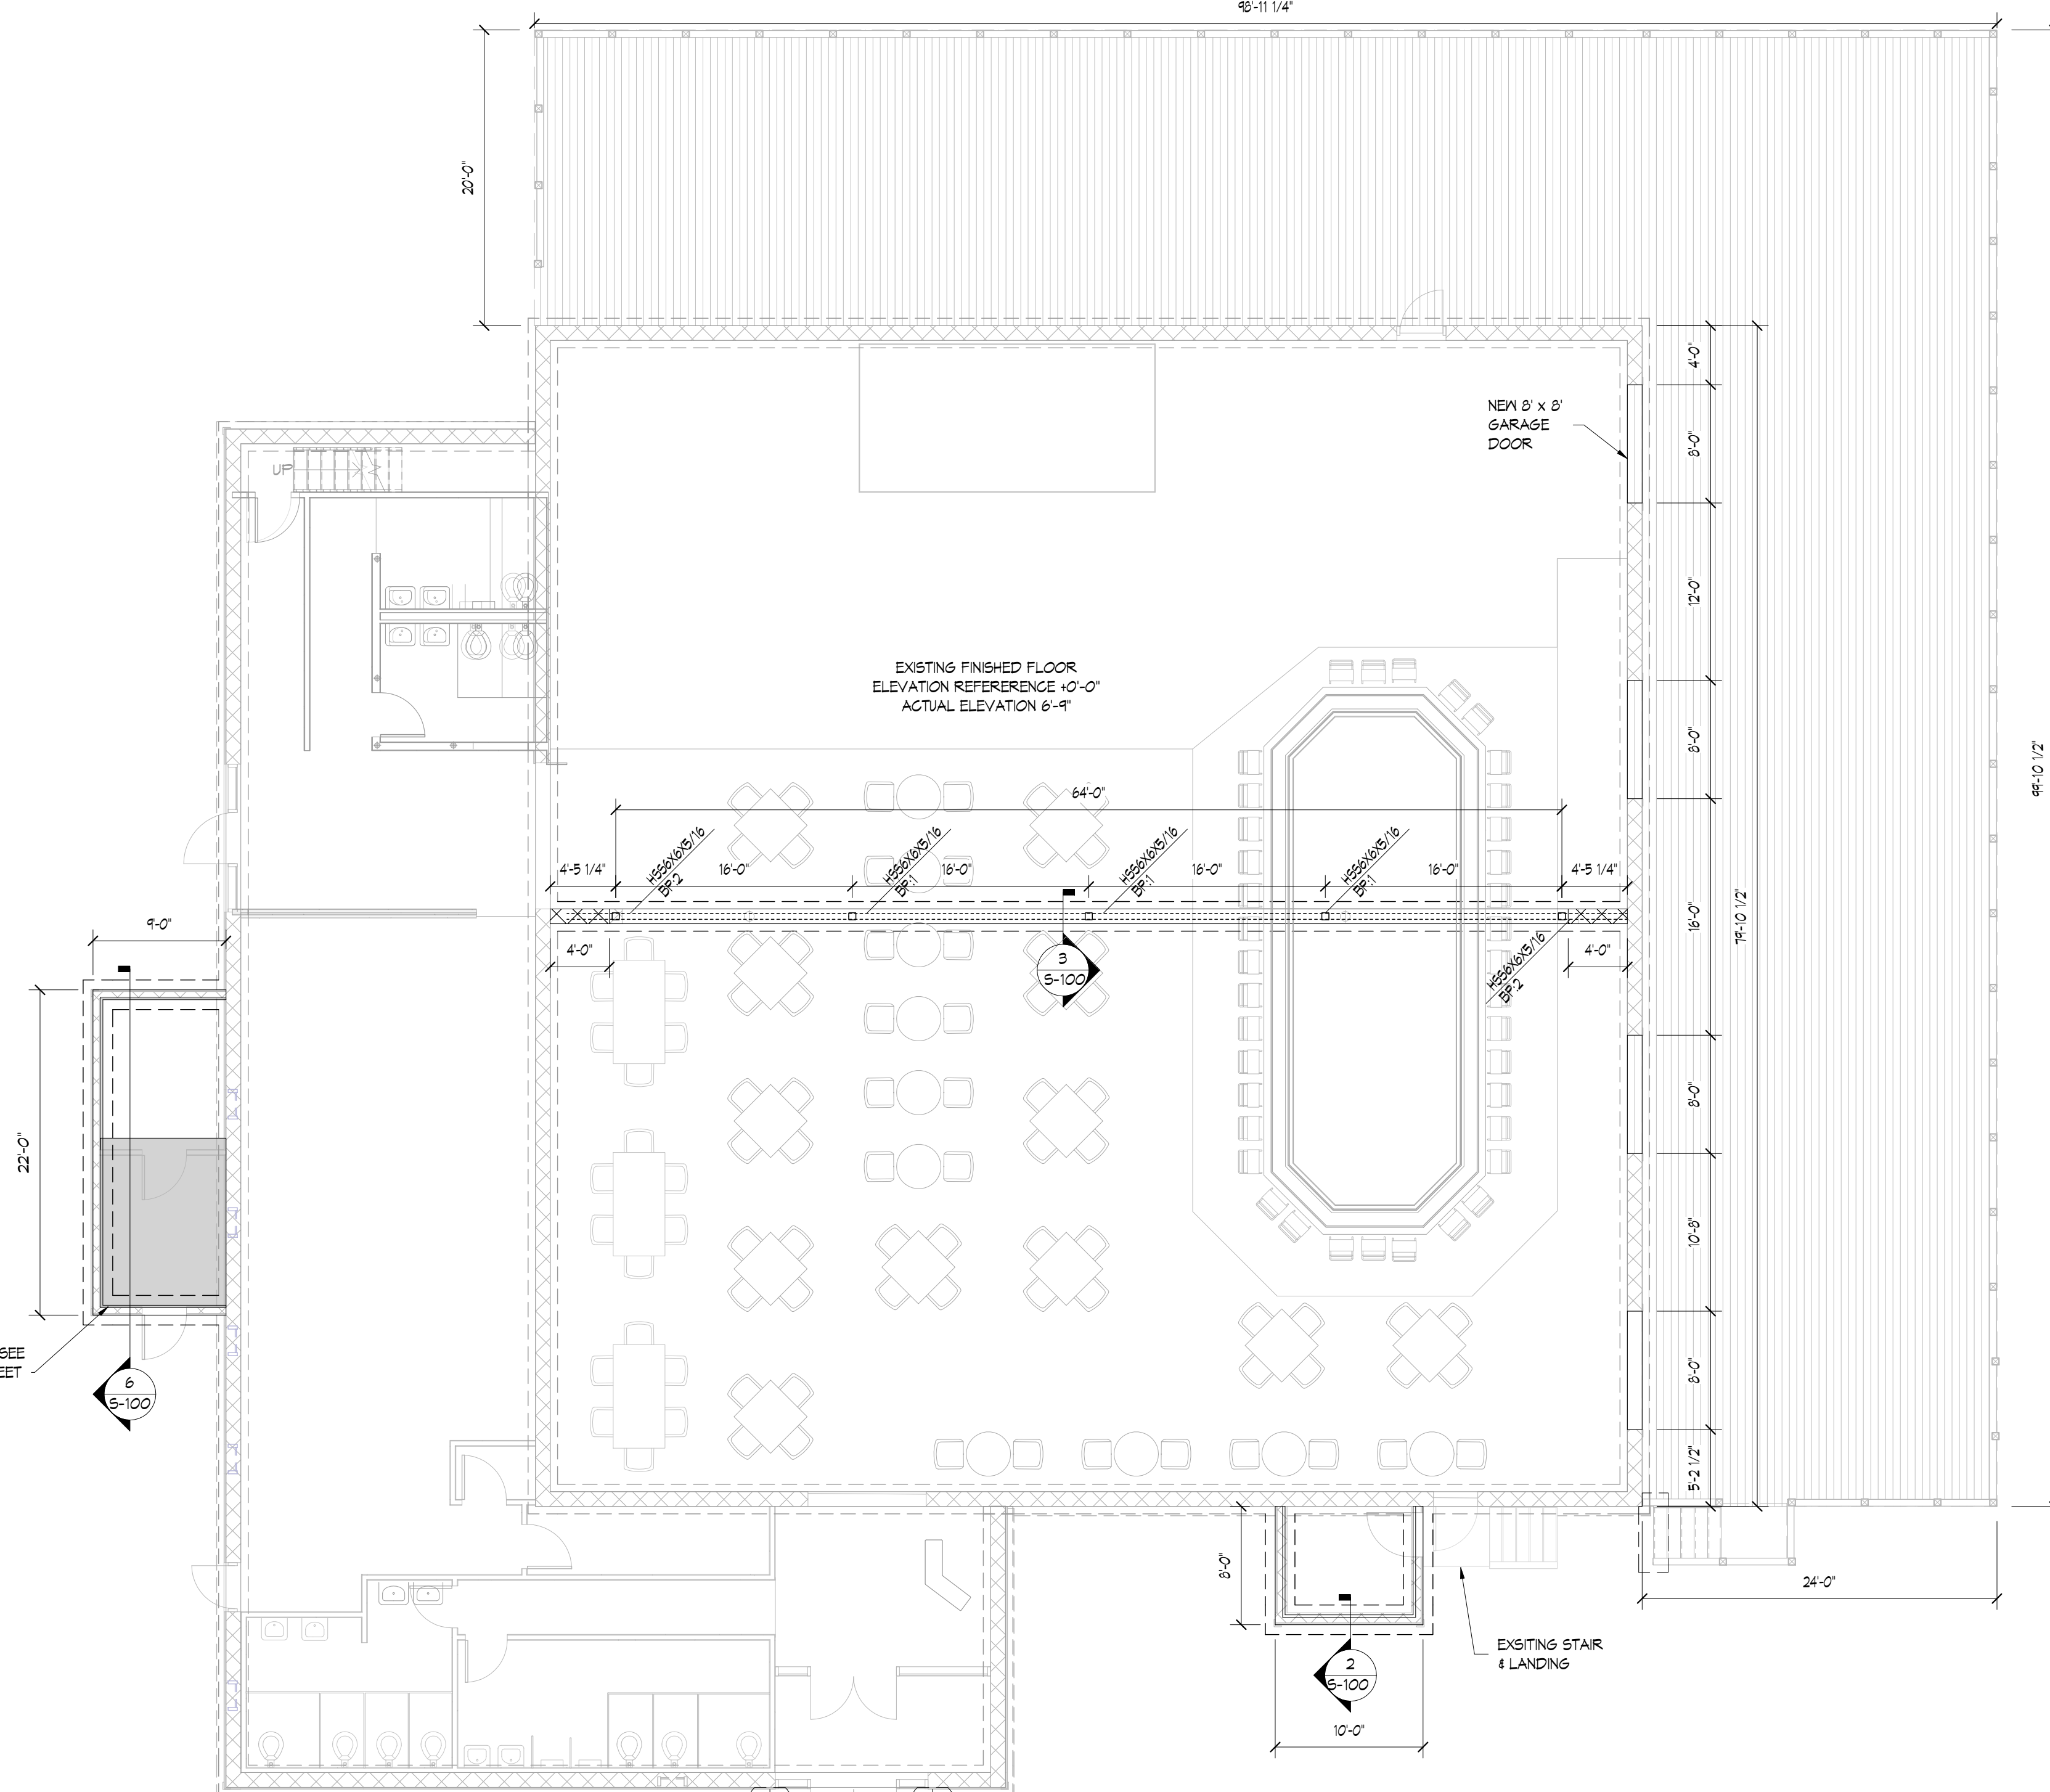 98'-11 1/4"
20'-0"
4'-0"
NEW 8' x 8'
GARAGE
DOOR
8'-0"
UP
12'-0"
EXISTING FINISHED FLOOR
ELEVATION REFERERENCE +0'-0"
ACTUAL ELEVATION 6'-9"
8'-0"
99'-10 1/2"
64'-0"
HSS6X6X5/16
BP:2
HSS6X6X5/16
BP:1
HSS6X6X5/16
BP:1
HSS6X6X5/16
BP:1
4'-5 1/4"
16'-0"
16'-0"
16'-0"
16'-0"
4'-5 1/4"
16'-0"
79'-10 1/2"
9'-0"
4'-0"
3
S-100
HSS6X6X5/16
BP:2
4'-0"
22'-0"
8'-0"
10'-8"
SEE
EET
6
S-100
8'-0"
5'-2 1/2"
8'-0"
24'-0"
EXSITING STAIR
& LANDING
2
S-100
10'-0"